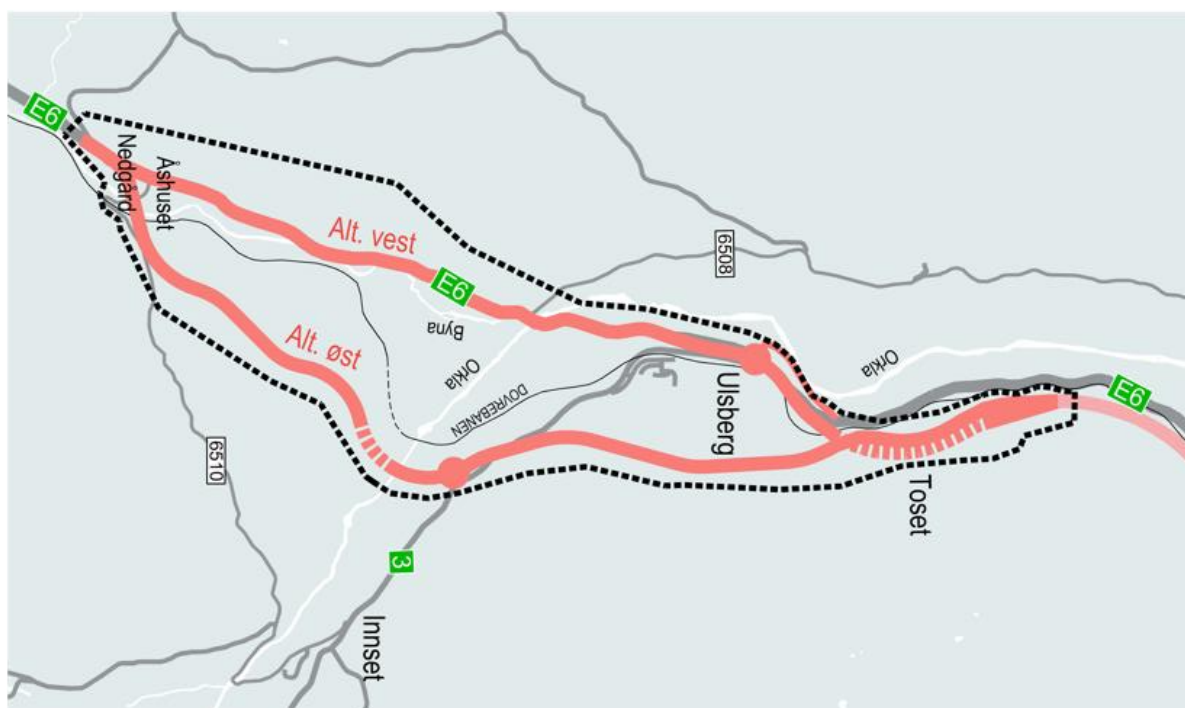 E6
Nedgård
Åshuset
Alt. vest
E6
Byna
Orkla
Alt. øst
DOVREBANEN
6508
6510
Ulsberg
Orkla
E6
Toset
3
Innset